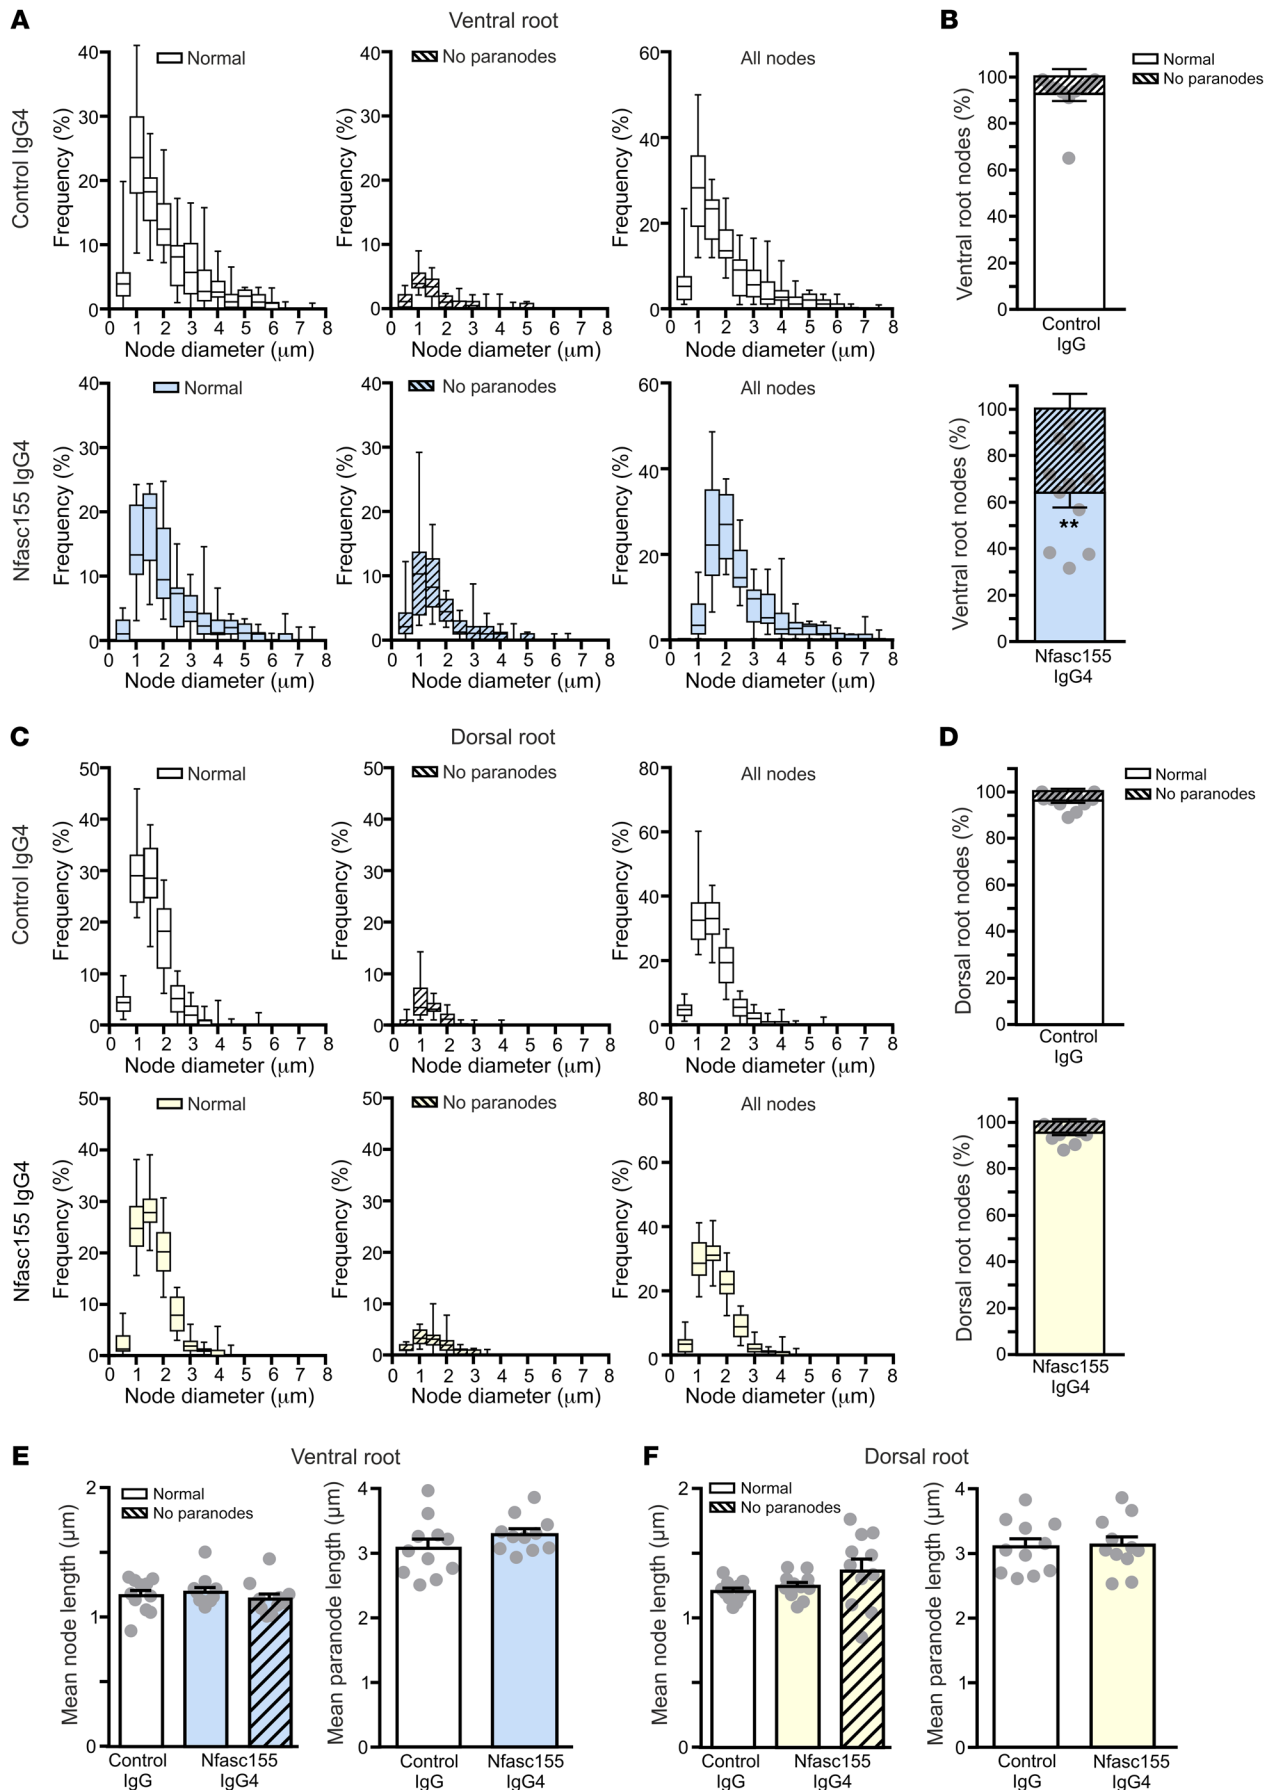 A
Ventral root
B
Control IgG4
Frequency (%)
40
30
20
10
0
Normal
0 1 2 3 4 5 6 7 8
Node diameter (μm)
Frequency (%)
40
30
20
10
0
No paranodes
0 1 2 3 4 5 6 7 8
Node diameter (μm)
Frequency (%)
60
40
20
0
All nodes
0 1 2 3 4 5 6 7 8
Node diameter (μm)
Ventral root nodes (%)
100
80
60
40
20
0
Normal
No paranodes
Control
IgG
Nfasc155 IgG4
Frequency (%)
40
30
20
10
0
Normal
0 1 2 3 4 5 6 7 8
Node diameter (μm)
Frequency (%)
40
30
20
10
0
No paranodes
0 1 2 3 4 5 6 7 8
Node diameter (μm)
Frequency (%)
60
40
20
0
All nodes
0 1 2 3 4 5 6 7 8
Node diameter (μm)
Ventral root nodes (%)
100
80
60
40
20
0
**
Nfasc155
IgG4
C
Dorsal root
D
Control IgG4
Frequency (%)
50
40
30
20
10
0
Normal
0 1 2 3 4 5 6 7 8
Node diameter (μm)
Frequency (%)
50
40
30
20
10
0
No paranodes
0 1 2 3 4 5 6 7 8
Node diameter (μm)
Frequency (%)
80
60
40
20
0
All nodes
0 1 2 3 4 5 6 7 8
Node diameter (μm)
Dorsal root nodes (%)
100
80
60
40
20
0
Normal
No paranodes
Control
IgG
Nfasc155 IgG4
Frequency (%)
50
40
30
20
10
0
Normal
0 1 2 3 4 5 6 7 8
Node diameter (μm)
Frequency (%)
50
40
30
20
10
0
No paranodes
0 1 2 3 4 5 6 7 8
Node diameter (μm)
Frequency (%)
80
60
40
20
0
All nodes
0 1 2 3 4 5 6 7 8
Node diameter (μm)
Dorsal root nodes (%)
100
80
60
40
20
0
Nfasc155
IgG4
E
Ventral root
Mean node length (μm)
2
1
0
Normal
No paranodes
Control
IgG
Nfasc155
IgG4
Mean paranode length (μm)
4
3
2
1
0
Control
IgG
Nfasc155
IgG4
F
Dorsal root
Mean node length (μm)
2
1
0
Normal
No paranodes
Control
IgG
Nfasc155
IgG4
Mean paranode length (μm)
4
3
2
1
0
Control
IgG
Nfasc155
IgG4